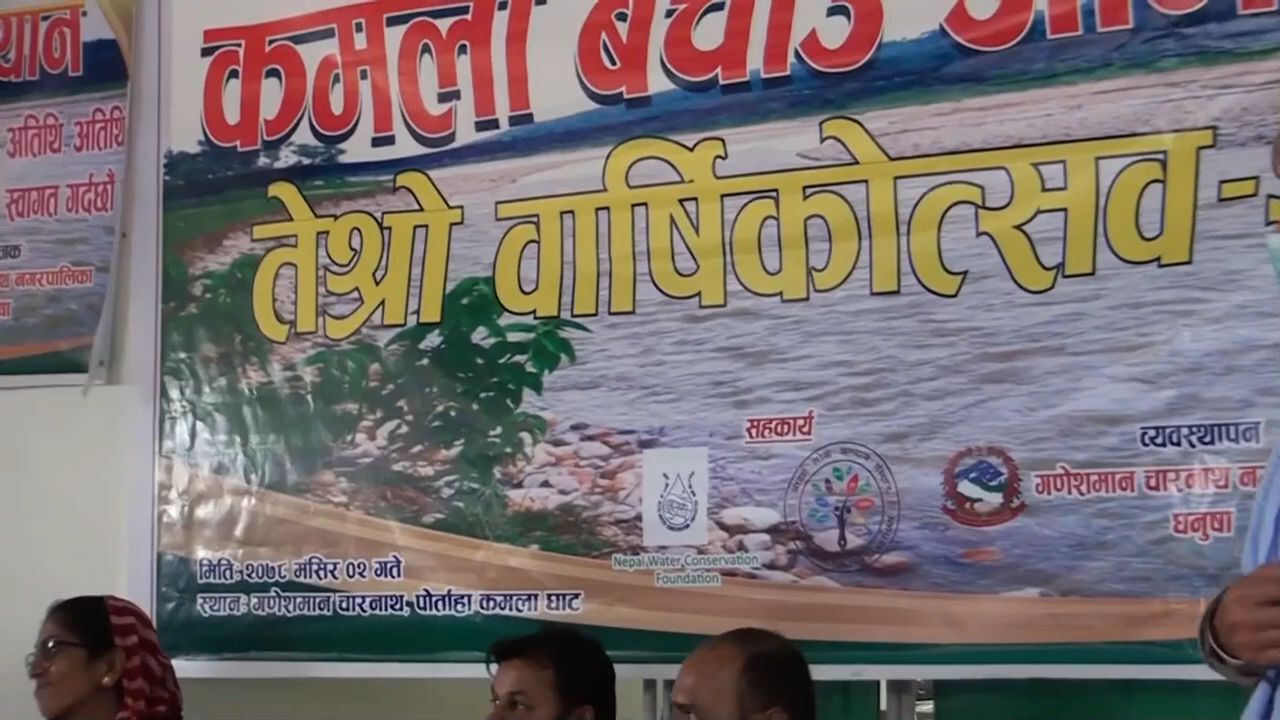 कमला बचाउ
तेश्रो वार्षिकोत्सव-
अतिथि, अतिथि
स्वागत गर्दछौं
नगरपालिका
सहकार्य
Nepal Water Conservation
Foundation
व्यवस्थापन
गणेशमान चारनाथ न
धनुषा
मिति-२०७८ मंसिर ०२ गते
स्थानः गणेशमान चारनाथ, पोर्ताहा कमला घाट